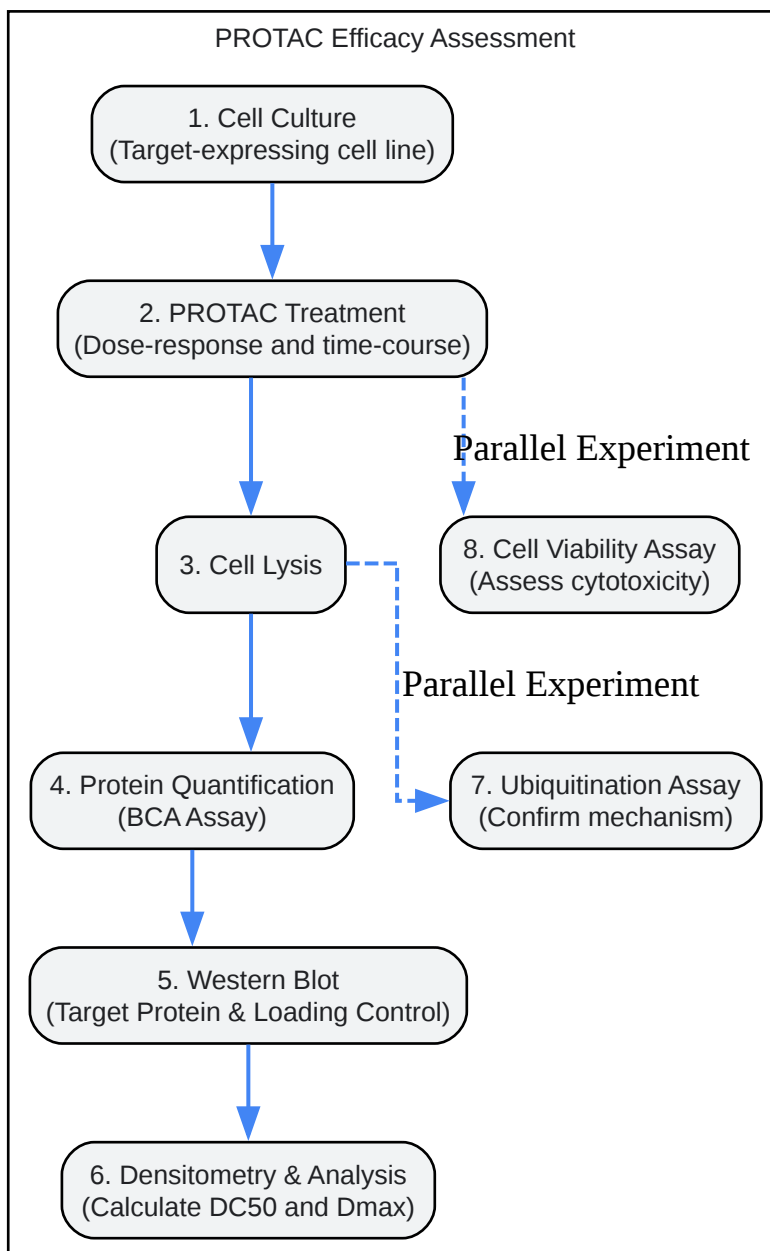 PROTAC Efficacy Assessment
1. Cell Culture
(Target-expressing cell line)
2. PROTAC Treatment
(Dose-response and time-course)
Parallel Experiment
3. Cell Lysis
8. Cell Viability Assay
(Assess cytotoxicity)
Parallel Experiment
4. Protein Quantification
(BCA Assay)
7. Ubiquitination Assay
(Confirm mechanism)
5. Western Blot
(Target Protein & Loading Control)
6. Densitometry & Analysis
(Calculate DC50 and Dmax)